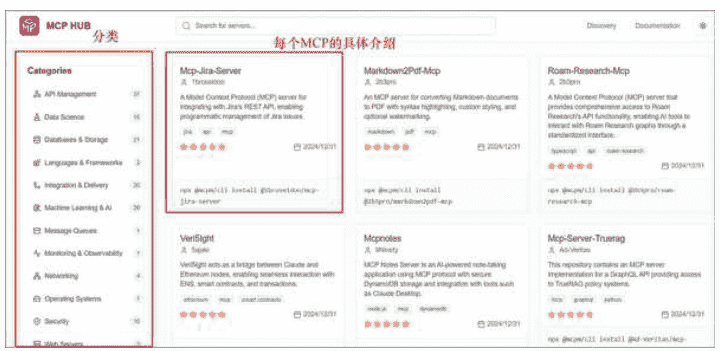 MCP HUB
Search for servers...
Discovery
Documentation
分类
每个MCP的具体介绍
Categories
API Management
Data Science
Databases & Storage
21
Languages & Frameworks
Integration & Delivery
Machine Learning & AI
Message Queues
1
Monitoring & Observability
Networking
Operating Systems
Security
10
Web Servers
Mcp-Jira-Server
A Model Context Protocol (MCP) server for
integrating with Jira's REST API, enabling
programmatic management of Jira issues.
jira api mcp
2024/12/31
npx @mcpm/cli install
jira-server
Markdown2Pdf-Mcp
2b3pro
An MCP server for converting Markdown documents
to PDF with syntax highlighting, custom styling, and
optional watermarking.
markdown pdf mcp
2024/12/31
npx @mcpm/cli install
@2b3pro/markdown2pdf-mcp
Roam-Research-Mcp
2b3pro
A Model Context Protocol (MCP) server that
provides comprehensive access to Roam
Research's API functionality, enabling AI tools to
interact with Roam Research graphs through a
standardized interface.
typescript api roam-research
2024/12/31
npx @mcpm/cli install @2b3pro/roam-
research-mcp
VeriSight
VeriSight acts as a bridge between Claude and
Ethereum nodes, enabling seamless interaction with
ENS, smart contracts, and transactions.
ethereum mcp smart contracts
2024/12/31
Mcpnotes
MCP Notes Server is an AI-powered note-taking
application using MCP protocol with secure
DynamoDB storage and integration with tools such
as Claude Desktop.
node.js mcp dynamodb
2024/12/31
Mcp-Server-Truerag
Ad-Veritas
This repository contains an MCP server
implementation for a GraphQL API providing access
to TrueRAG policy systems.
mcp graphql python
2024/12/31
npx @mcpm/cli install @Ad-Veritas/mcp-